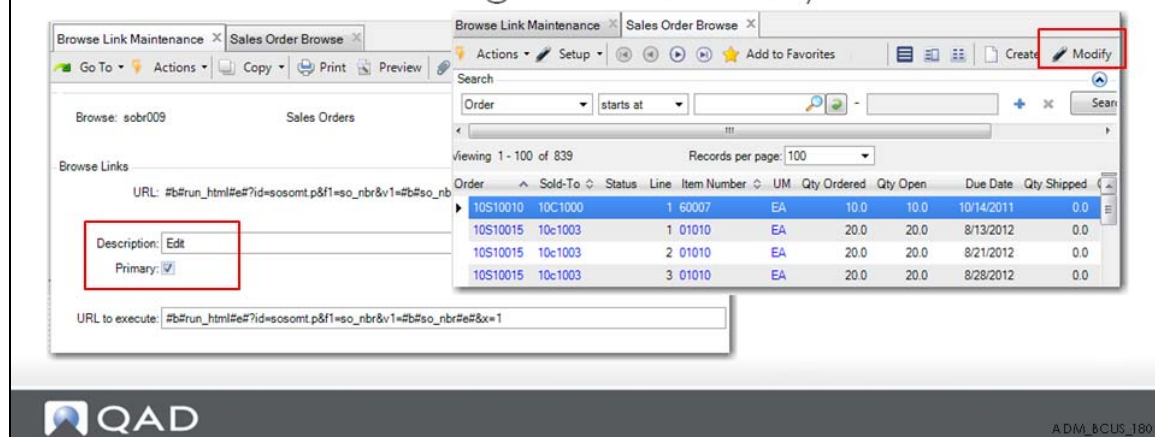 Browse Link Maintenance × Sales Order Browse ×
Go To Actions Copy Print Preview
Browse: sobr009 Sales Orders
Browse Links
URL: #b#run_html#e#?id=sosomt.p&f1=so_nbr&v1=#b#so_nb
Description: Edit
Primary:
URL to execute: #b#run_html#e#?id=sosomt.p&f1=so_nbr&v1=#b#so_nbr#e#&x=1
Browse Link Maintenance × Sales Order Browse ×
Actions Setup Add to Favorites Create Modify
Search
Order starts at - Sear
Viewing 1 - 100 of 839 Records per page: 100
Order Sold-To Status Line Item Number UM Qty Ordered Qty Open Due Date Qty Shipped
10S10010 10C1000 1 60007 EA 10.0 10.0 10/14/2011 0.0
10S10015 10c1003 1 01010 EA 20.0 20.0 8/13/2012 0.0
10S10015 10c1003 2 01010 EA 20.0 20.0 8/21/2012 0.0
10S10015 10c1003 3 01010 EA 20.0 20.0 8/28/2012 0.0
QAD
ADM_BCUS_180